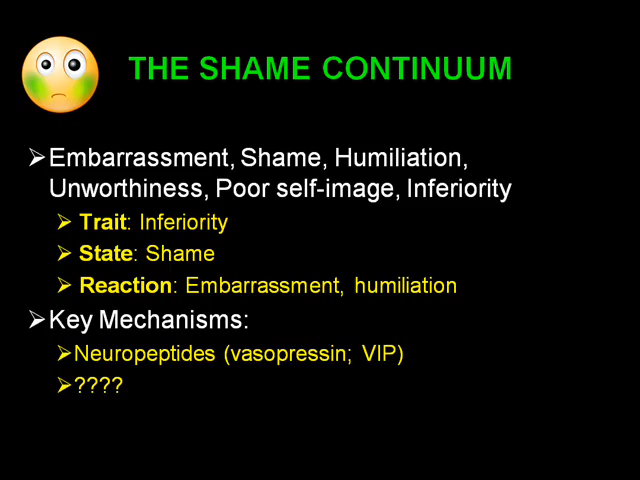 THE SHAME CONTINUUM
➢Embarrassment, Shame, Humiliation,
Unworthiness, Poor self-image, Inferiority
➢ Trait: Inferiority
➢ State: Shame
➢ Reaction: Embarrassment, humiliation
➢Key Mechanisms:
➢Neuropeptides (vasopressin; VIP)
➢????